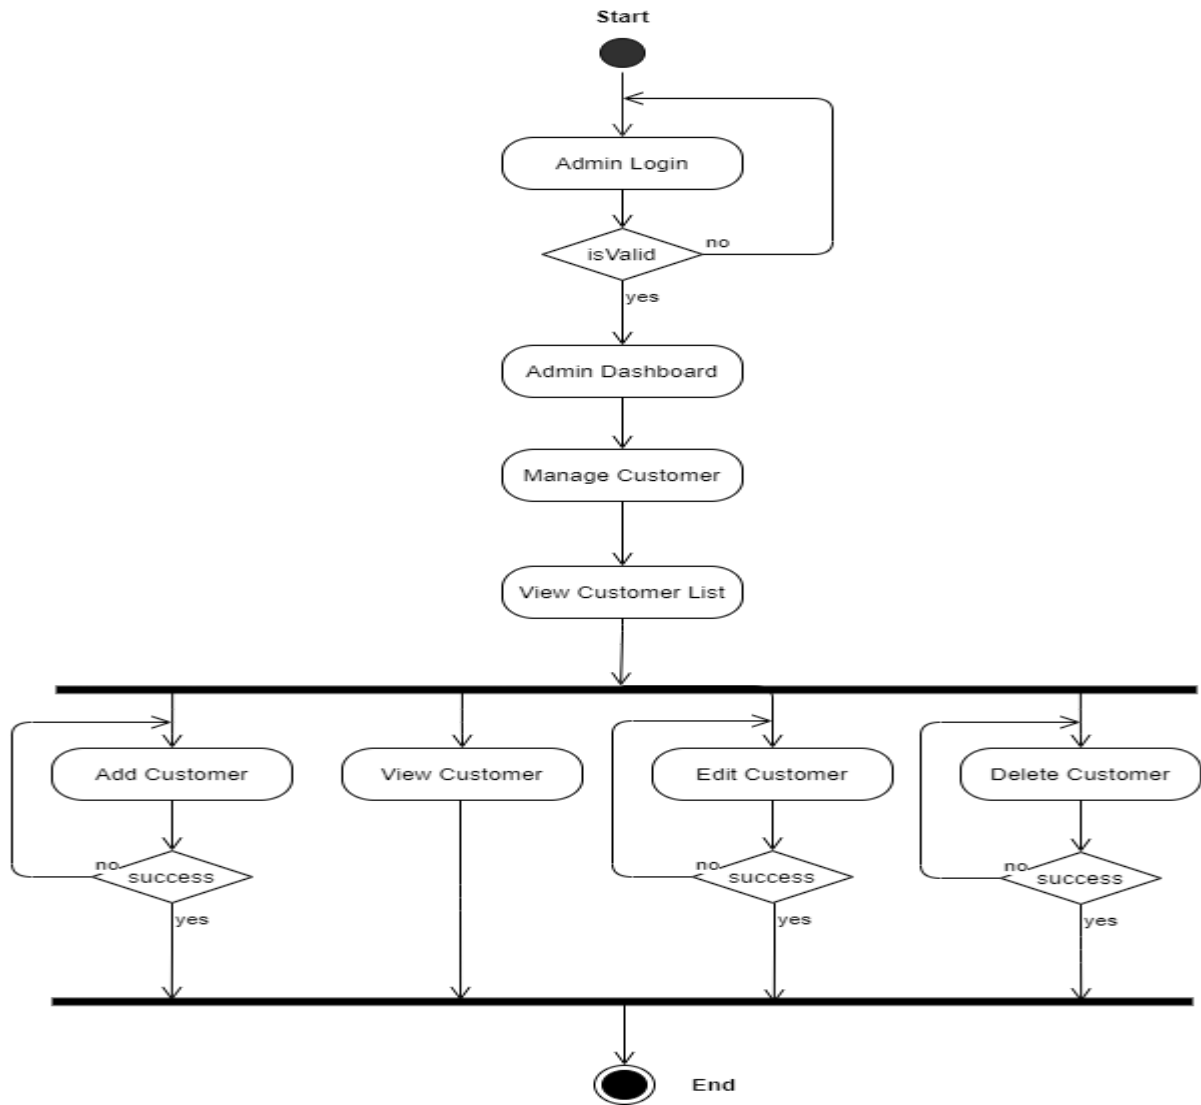 Start
Admin Login
isValid
no
yes
Admin Dashboard
Manage Customer
View Customer List
Add Customer
View Customer
Edit Customer
Delete Customer
no
success
no
success
no
success
yes
yes
yes
End